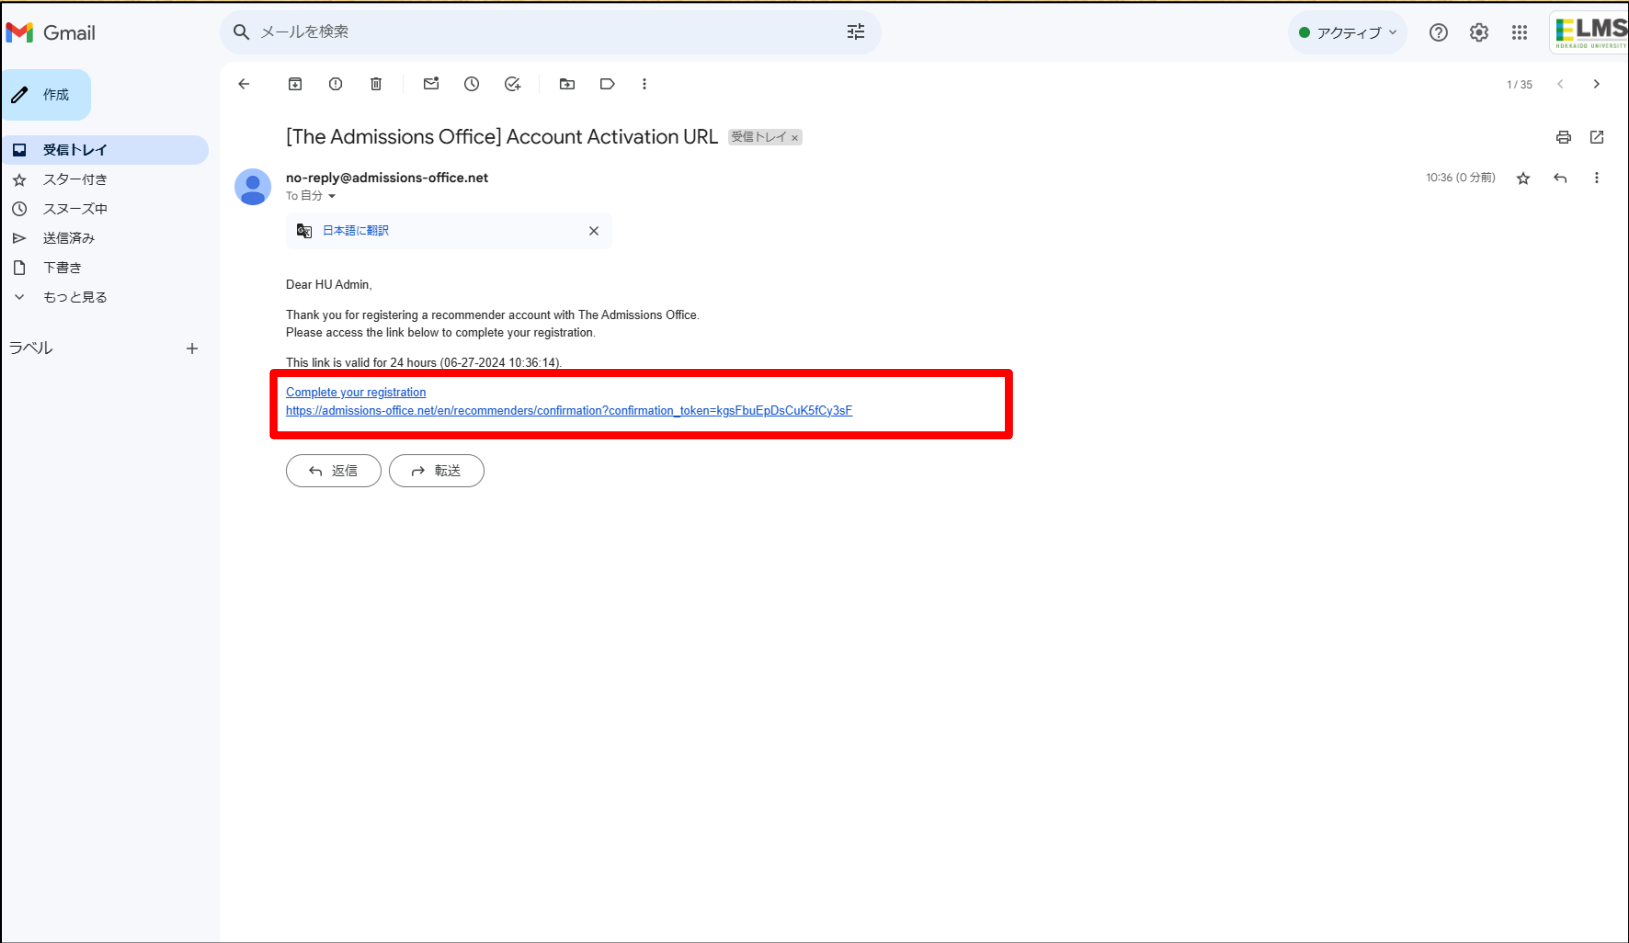 Gmail
メールを検索
アクティブ
ELMS
HOKKAIDO UNIVERSITY
作成
1/35
受信トレイ
スター付き
スヌーズ中
送信済み
下書き
もっと見る
ラベル
[The Admissions Office] Account Activation URL 受信トレイ ×
no-reply@admissions-office.net
10:36 (0 分前)
To 自分
日本語に翻訳
Dear HU Admin,
Thank you for registering a recommender account with The Admissions Office.
Please access the link below to complete your registration.
This link is valid for 24 hours (06-27-2024 10:36:14).
Complete your registration
https://admissions-office.net/en/recommenders/confirmation?confirmation_token=kgsFbuEpDsCuK5fCy3sF
返信
転送